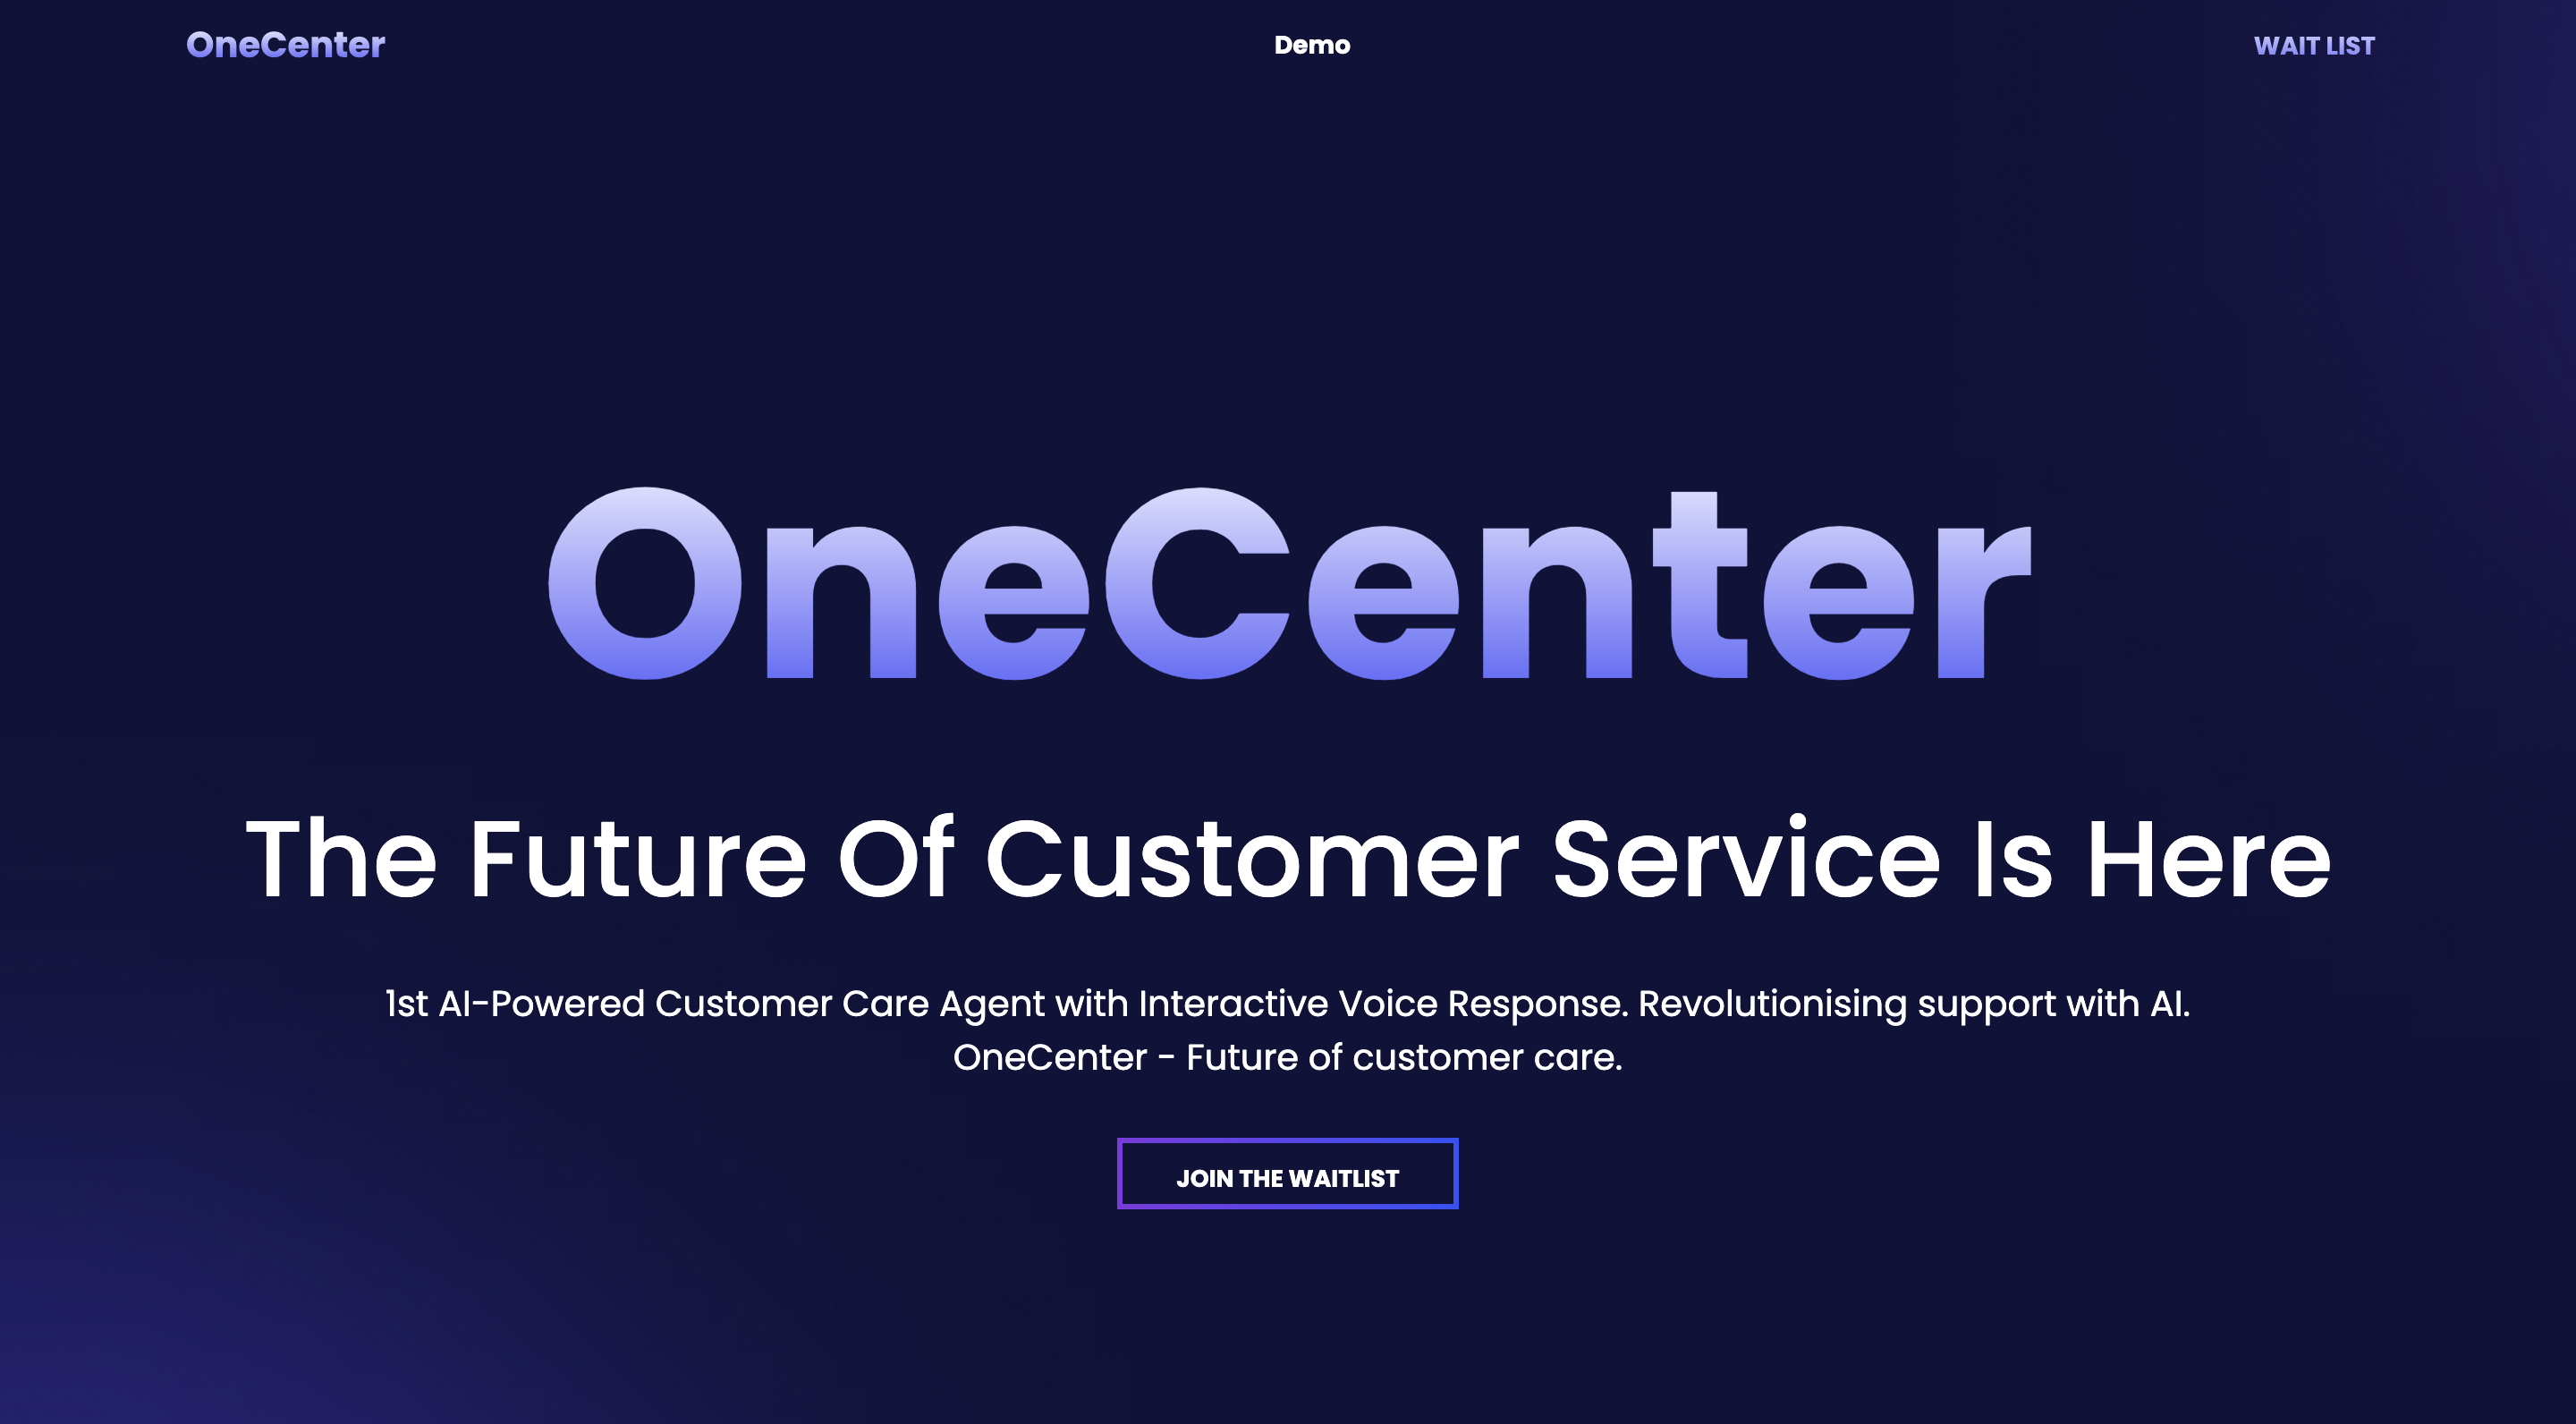 OneCenter
Demo
WAIT LIST
OneCenter
The Future Of Customer Service Is Here
1st AI-Powered Customer Care Agent with Interactive Voice Response. Revolutionising support with AI.
OneCenter - Future of customer care.
JOIN THE WAITLIST